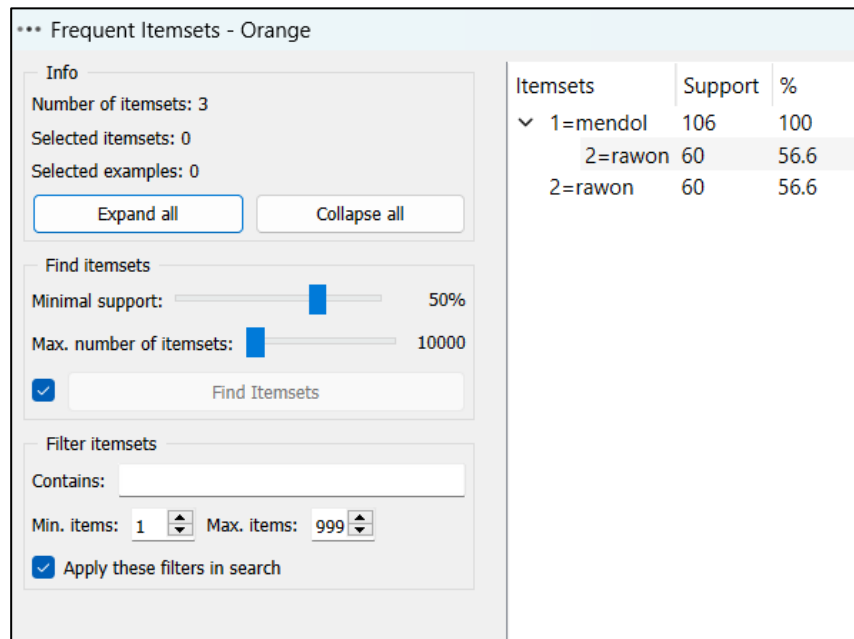 ••• Frequent Itemsets - Orange
Info
Number of itemsets: 3
Selected itemsets: 0
Selected examples: 0
Expand all Collapse all
Find itemsets
Minimal support: 50%
Max. number of itemsets: 10000
Find Itemsets
Filter itemsets
Contains:
Min. items: 1 Max. items: 999
Apply these filters in search
Itemsets Support %
1=mendol 106 100
2=rawon 60 56.6
2=rawon 60 56.6